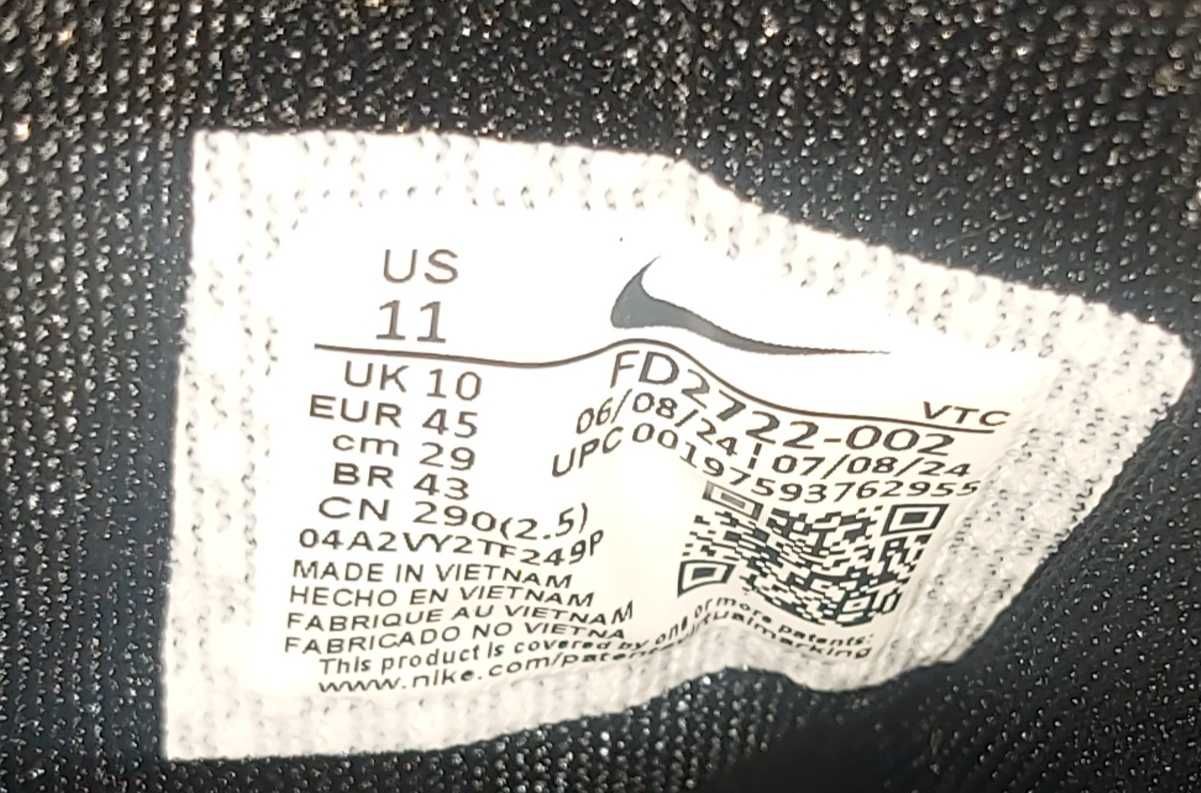 US
11
UK 10
EUR 45
cm 29
BR 43
CN 290(2.5)
04A2VY2TF249P
MADE IN VIETNAM
HECHO EN VIETNAM
FABRIQUE AU VIETNAM
FABRICADO NO VIETNA
VTC
FD2722-002
06/08/24 | 07/08/24
UPC 00197593762955
This product is covered by one or more patents:
www.nike.com/patentsvirtualmarking